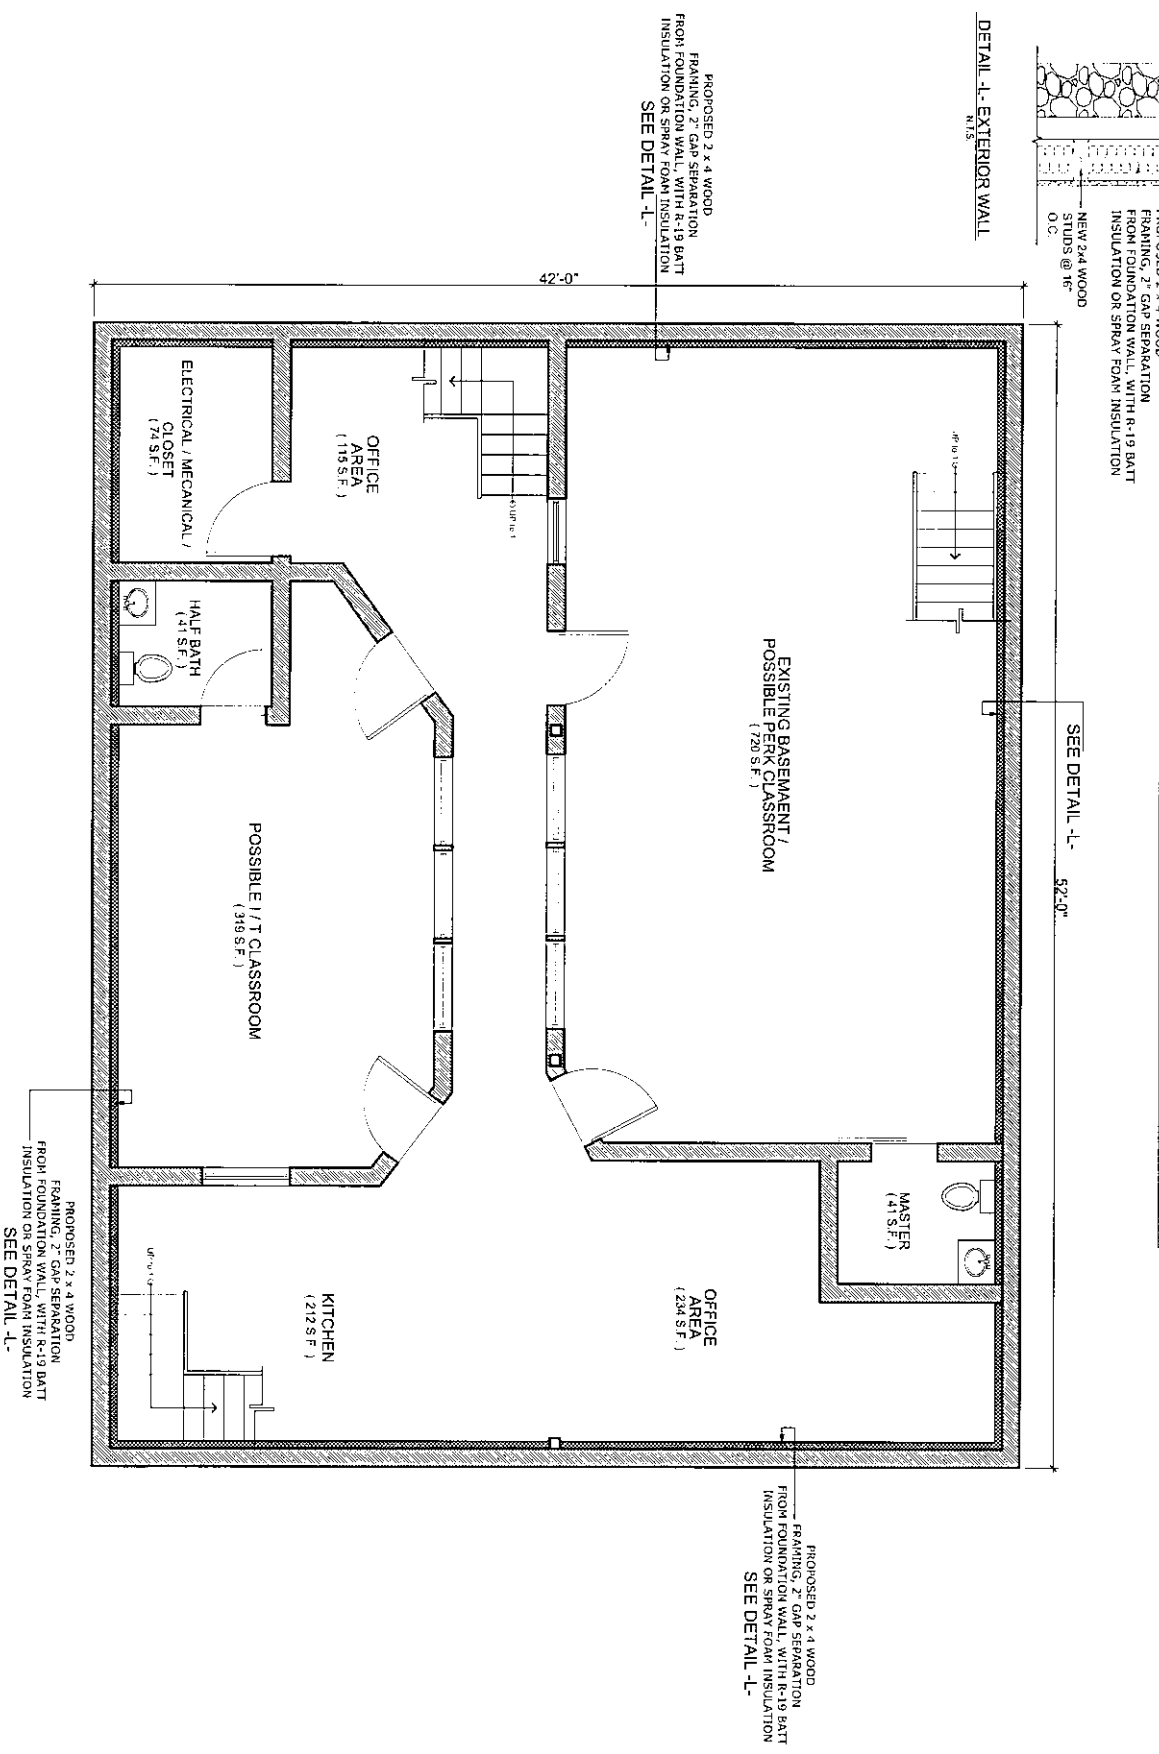 FRAMING, 2" GAP SEPARATION
FROM FOUNDATION WALL, WITH R-19 BATT
INSULATION OR SPRAY FOAM INSULATION
NEW 2x4 WOOD
STUDS @ 16"
O.C.
DETAIL -L- EXTERIOR WALL
N.T.S.
PROPOSED 2 x 4 WOOD
FRAMING, 2" GAP SEPARATION
FROM FOUNDATION WALL, WITH R-19 BATT
INSULATION OR SPRAY FOAM INSULATION
SEE DETAIL -L-
SEE DETAIL -L-
52'-0"
42'-0"
EXISTING BASEMAENT /
POSSIBLE PERK CLASSROOM
( 720 S.F. )
MASTER
( 41 S.F. )
OFFICE
AREA
( 234 S.F. )
OFFICE
AREA
( 115 S.F. )
ELECTRICAL / MECANICAL /
CLOSET
( 74 S.F. )
HALF BATH
( 41 S.F. )
POSSIBLE I / T CLASSROOM
( 319 S.F. )
KITCHEN
( 212 S.F. )
PROPOSED 2 x 4 WOOD
FRAMING, 2" GAP SEPARATION
FROM FOUNDATION WALL, WITH R-19 BATT
INSULATION OR SPRAY FOAM INSULATION
SEE DETAIL -L-
PROPOSED 2 x 4 WOOD
FRAMING, 2" GAP SEPARATION
FROM FOUNDATION WALL, WITH R-19 BATT
INSULATION OR SPRAY FOAM INSULATION
SEE DETAIL -L-